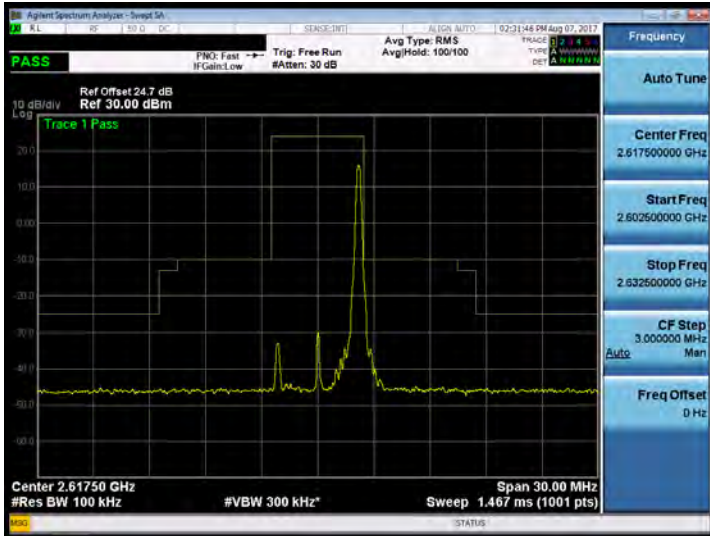 Agilent Spectrum Analyzer - Swept SA
RL RF 50 Ω DC SENSE:INT ALIGN AUTO 02:31:46 PM Aug 07, 2017
Frequency
PASS
PNO: Fast
IFGain:Low
Trig: Free Run
#Atten: 30 dB
Avg Type: RMS
Avg|Hold: 100/100
TRACE 1 2 3 4 5 6
TYPE A
DET A N N N N N
Auto Tune
Ref Offset 24.7 dB
10 dB/div Ref 30.00 dBm
Log
Trace 1 Pass
20.0
10.0
0.00
-10.0
-20.0
-30.0
-40.0
-50.0
-60.0
Center Freq
2.617500000 GHz
Start Freq
2.602500000 GHz
Stop Freq
2.632500000 GHz
CF Step
3.000000 MHz
Auto Man
Freq Offset
0 Hz
Center 2.61750 GHz Span 30.00 MHz
#Res BW 100 kHz #VBW 300 kHz* Sweep 1.467 ms (1001 pts)
MSG STATUS